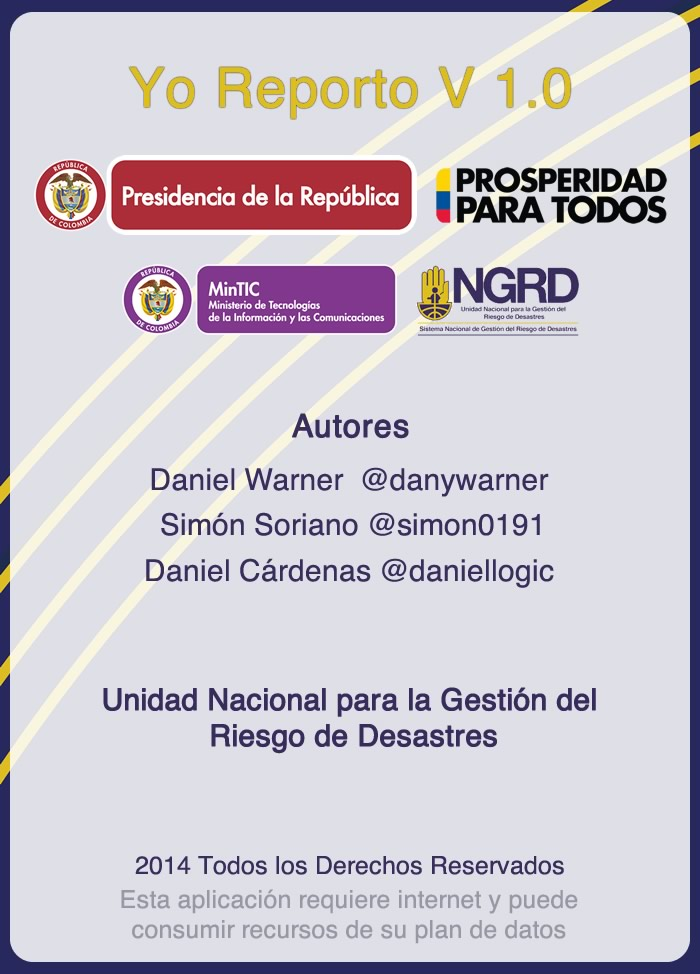 Yo Reporto V 1.0
REPÚBLICA
DE COLOMBIA
Presidencia de la República
PROSPERIDAD
PARA TODOS
REPÚBLICA
DE COLOMBIA
MinTIC
Ministerio de Tecnologías
de la Información y las Comunicaciones
NGRD
Unidad Nacional para la Gestión del
Riesgo de Desastres
Sistema Nacional de Gestión del Riesgo de Desastres
Autores
Daniel Warner @danywarner
Simón Soriano @simon0191
Daniel Cárdenas @daniellogic
Unidad Nacional para la Gestión del
Riesgo de Desastres
2014 Todos los Derechos Reservados
Esta aplicación requiere internet y puede
consumir recursos de su plan de datos